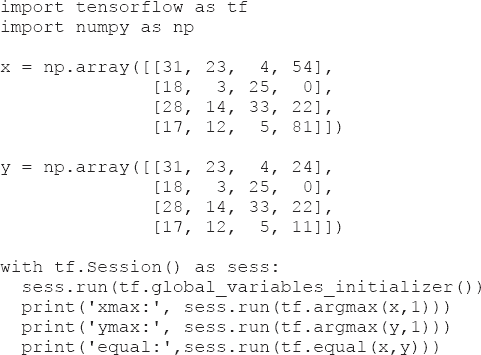 import tensorflow as tf
import numpy as np
x = np.array([[31, 23,  4, 54],
              [18,  3, 25,  0],
              [28, 14, 33, 22],
              [17, 12,  5, 81]])
y = np.array([[31, 23,  4, 24],
              [18,  3, 25,  0],
              [28, 14, 33, 22],
              [17, 12,  5, 11]])
with tf.Session() as sess:
  sess.run(tf.global_variables_initializer())
  print('xmax:', sess.run(tf.argmax(x,1)))
  print('ymax:', sess.run(tf.argmax(y,1)))
  print('equal:',sess.run(tf.equal(x,y)))